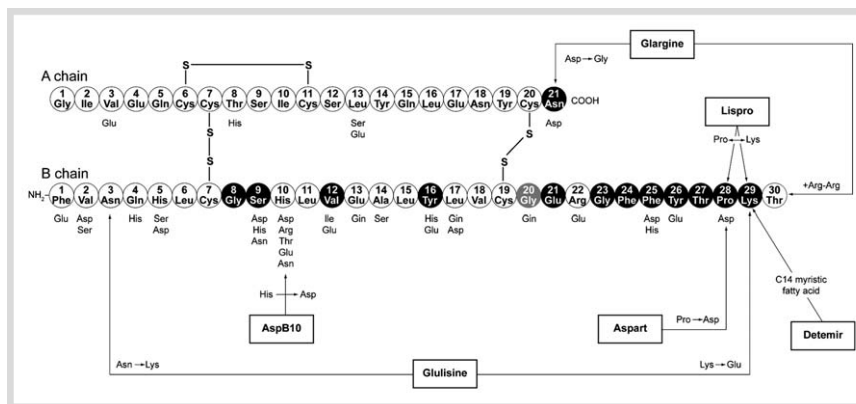 Glargine
A chain
S S
Asp→Gly
1 2 3 4 5 6 7 8 9 10 11 12 13 14 15 16 17 18 19 20 21
Gly Ile Val Glu Gln Cys Cys Thr Ser Ile Cys Ser Leu Tyr Gln Leu Glu Asn Tyr Cys Asn COOH
Glu His Ser Asp
Glu
Lispro
S S
Pro Lys
S S
B chain
+Arg-Arg
1 2 3 4 5 6 7 8 9 10 11 12 13 14 15 16 17 18 19 20 21 22 23 24 25 26 27 28 29 30
NH2 Phe Val Asn Gln His Leu Cys Gly Ser His Leu Val Glu Ala Leu Tyr Leu Val Cys Gly Glu Arg Gly Phe Phe Tyr Thr Pro Lys Thr
Glu Asp His Ser Asp Asp Ile Gin Ser His Gin Gin Glu Asp Glu Asp
Ser Asp His Arg Glu Glu Asp His
Asn Thr
Glu
Asn
C14 myristic
fatty acid
His→Asp
AspB10
Pro→Asp
Aspart
Detemir
Asn→Lys
Glulisine
Lys→Glu